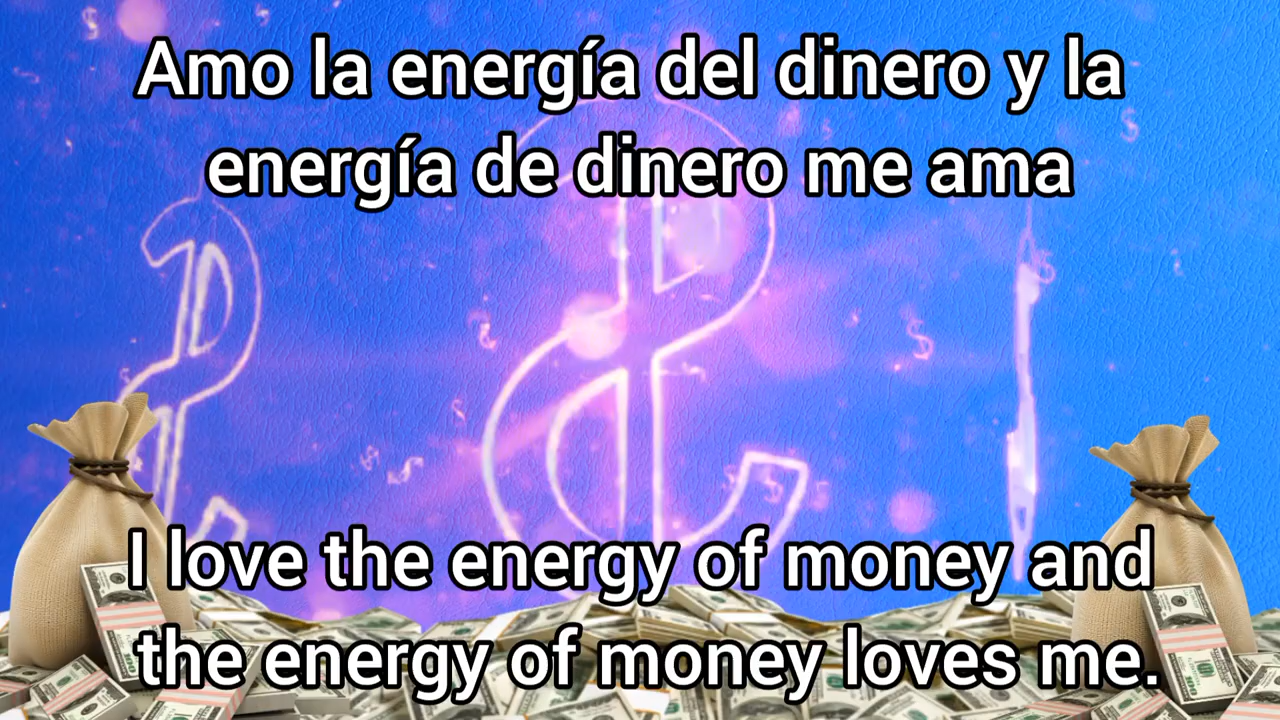 Amo la energía del dinero y la
energía de dinero me ama
I love the energy of money and
the energy of money loves me.